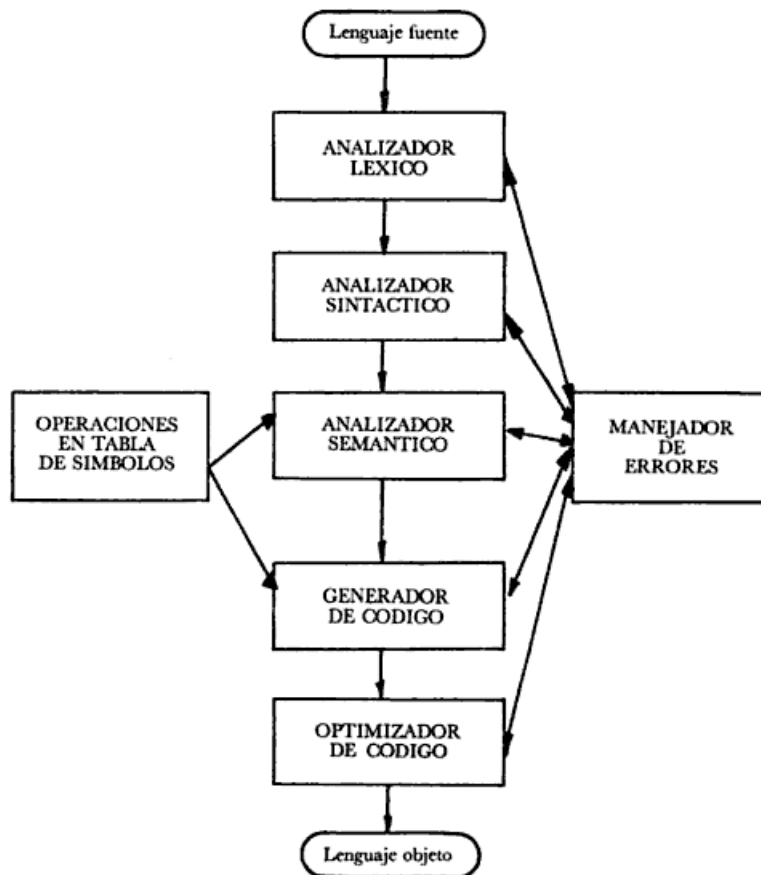 Lenguaje fuente
ANALIZADOR
LEXICO
ANALIZADOR
SINTACTICO
OPERACIONES
EN TABLA
DE SIMBOLOS
ANALIZADOR
SEMANTICO
MANEJADOR
DE
ERRORES
GENERADOR
DE CODIGO
OPTIMIZADOR
DE CODIGO
Lenguaje objeto